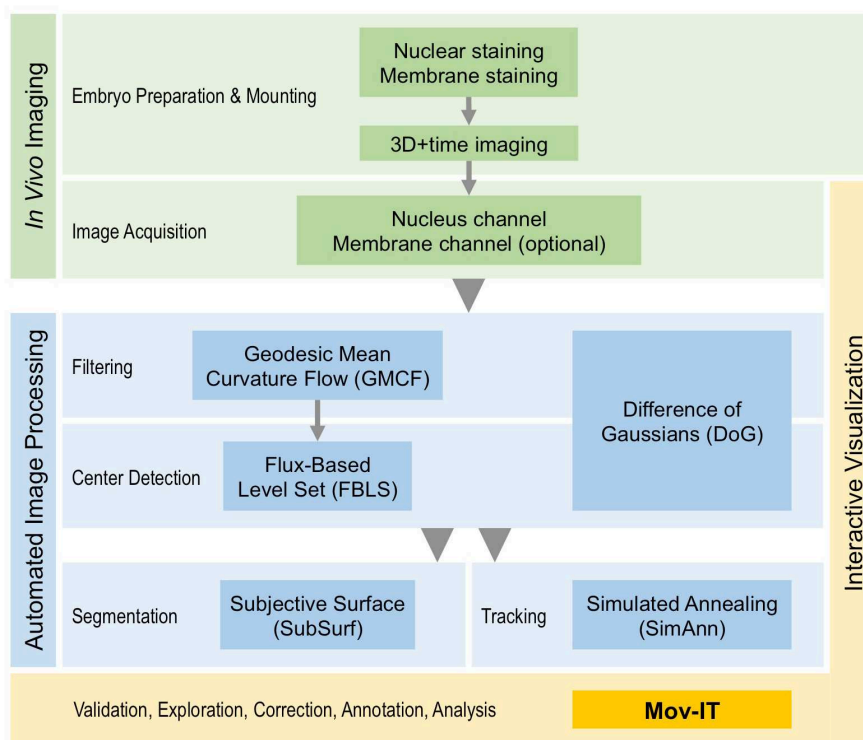 In Vivo Imaging
Embryo Preparation & Mounting
Nuclear staining
Membrane staining
3D+time imaging
Image Acquisition
Nucleus channel
Membrane channel (optional)
Automated Image Processing
Filtering
Geodesic Mean
Curvature Flow (GMCF)
Difference of
Gaussians (DoG)
Center Detection
Flux-Based
Level Set (FBLS)
Segmentation
Subjective Surface
(SubSurf)
Tracking
Simulated Annealing
(SimAnn)
Interactive Visualization
Validation, Exploration, Correction, Annotation, Analysis
Mov-IT